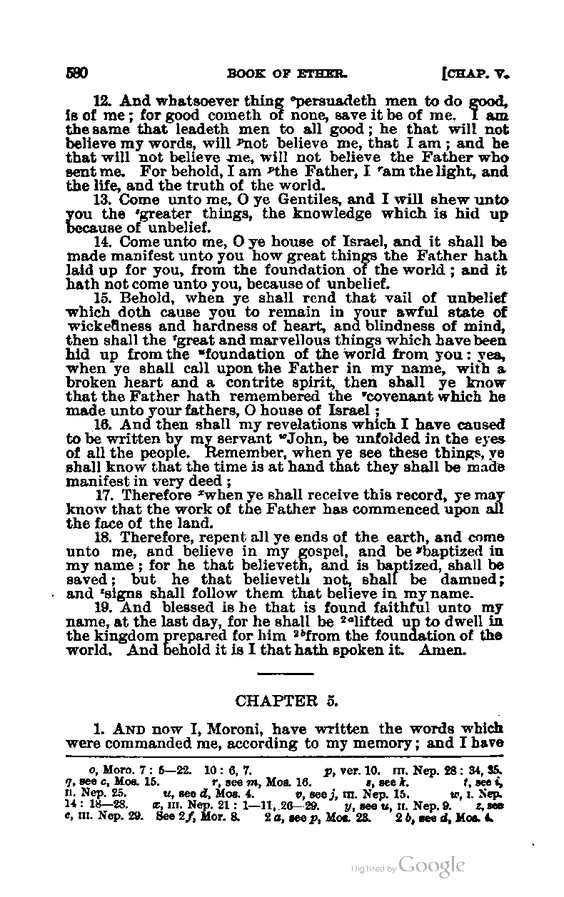 580 BOOK OF ETHER. [CHAP. V.
12. And whatsoever thing °persuadeth men to do good,
is of me; for good cometh of none, save it be of me. I am
the same that leadeth men to all good; he that will not
believe my words, will ᵖnot believe me, that I am; and he
that will not believe me, will not believe the Father who
sent me. For behold, I am ᵠthe Father, I ʳam the light, and
the life, and the truth of the world.
13. Come unto me, O ye Gentiles, and I will shew unto
you the ˢgreater things, the knowledge which is hid up
because of unbelief.
14. Come unto me, O ye house of Israel, and it shall be
made manifest unto you how great things the Father hath
laid up for you, from the foundation of the world; and it
hath not come unto you, because of unbelief.
15. Behold, when ye shall rend that vail of unbelief
which doth cause you to remain in your awful state of
wickedness and hardness of heart, and blindness of mind,
then shall the ᵗgreat and marvellous things which have been
hid up from the ᵘfoundation of the world from you: yea,
when ye shall call upon the Father in my name, with a
broken heart and a contrite spirit, then shall ye know
that the Father hath remembered the ᵛcovenant which he
made unto your fathers, O house of Israel;
16. And then shall my revelations which I have caused
to be written by my servant ʷJohn, be unfolded in the eyes
of all the people. Remember, when ye see these things, ye
shall know that the time is at hand that they shall be made
manifest in very deed;
17. Therefore ˣwhen ye shall receive this record, ye may
know that the work of the Father has commenced upon all
the face of the land.
18. Therefore, repent all ye ends of the earth, and come
unto me, and believe in my gospel, and be ʸbaptized in
my name; for he that believeth, and is baptized, shall be
saved; but he that believeth not, shall be damned;
and ᶻsigns shall follow them that believe in my name.
19. And blessed is he that is found faithful unto my
name, at the last day, for he shall be ²ᵃlifted up to dwell in
the kingdom prepared for him ²ᵇfrom the foundation of the
world. And behold it is I that hath spoken it. Amen.
CHAPTER 5.
1. AND now I, Moroni, have written the words which
were commanded me, according to my memory; and I have
o, Moro. 7: 5—22. 10: 6, 7. p, ver. 10. III. Nep. 28: 34, 35.
q, see c, Mos. 15. r, see m, Mos. 16. s, see k. t, see i,
II. Nep. 25. u, see d, Mos. 4. v, see j, III. Nep. 15. w, I. Nep.
14: 18—28. x, III. Nep. 21: 1—11, 26—29. y, see u, II. Nep. 9. z, see
e, III. Nep. 29. See 2f, Mor. 8. 2a, see p, Mos. 23. 2b, see d, Mos. 4.
Digitized by Google